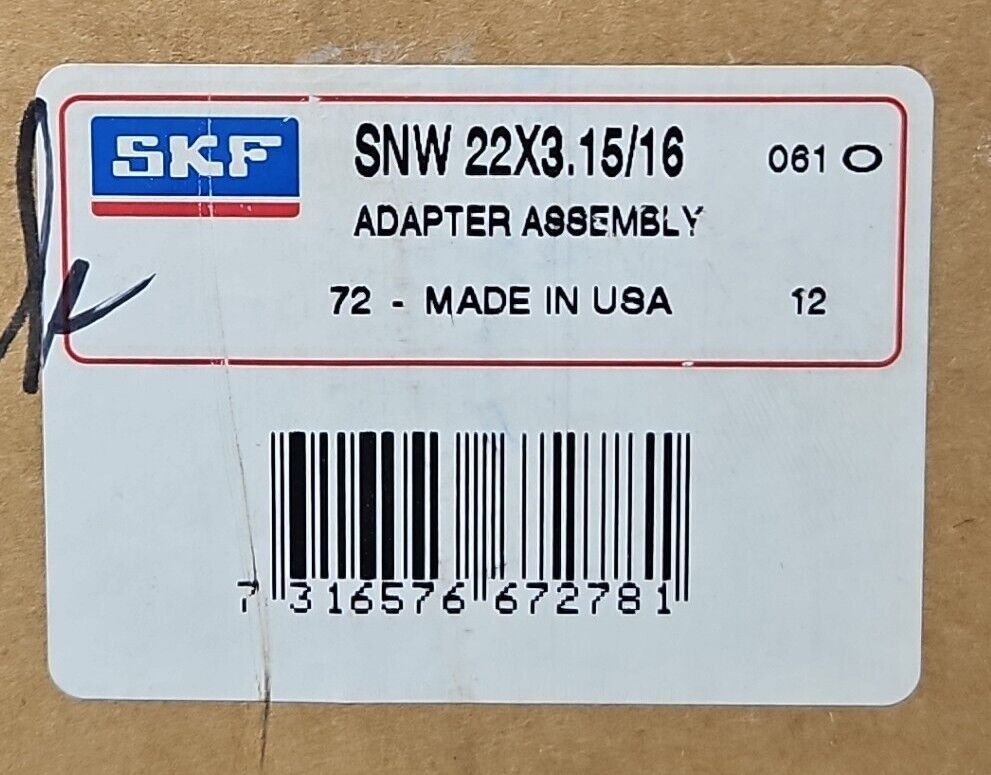 SKF SNW 22X3.15/16 061 O
ADAPTER ASSEMBLY
72 - MADE IN USA 12
7 316576 672781